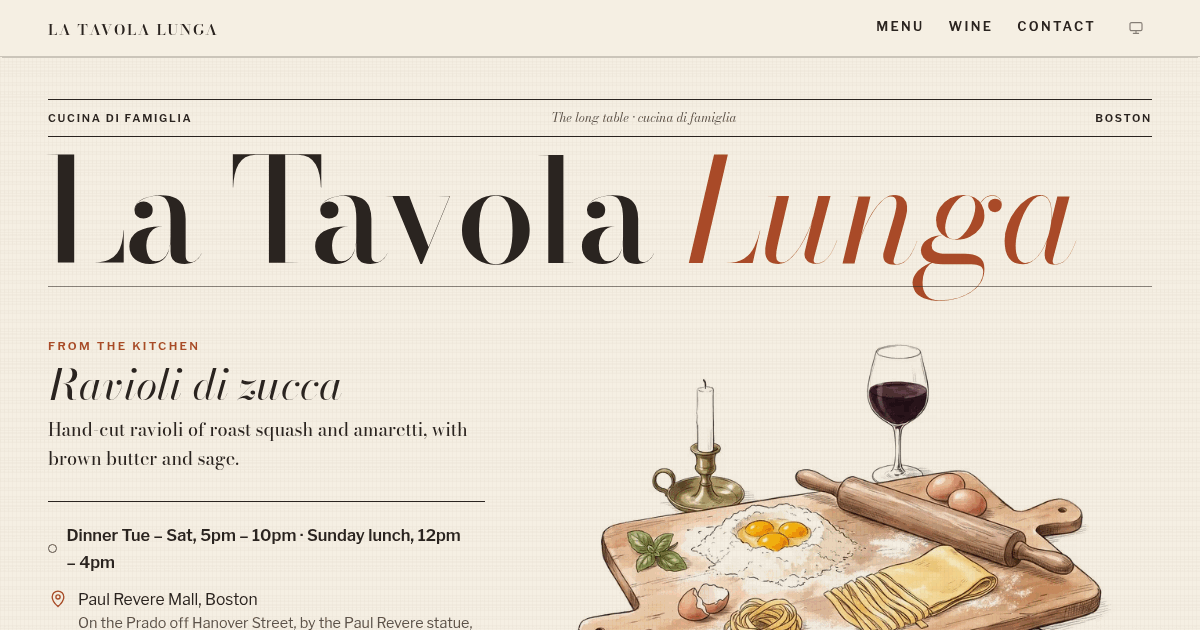 LA TAVOLA LUNGA
MENU WINE CONTACT
CUCINA DI FAMIGLIA
The long table · cucina di famiglia
BOSTON
La Tavola Lunga
FROM THE KITCHEN
Ravioli di zucca
Hand-cut ravioli of roast squash and amaretti, with
brown butter and sage.
Dinner Tue – Sat, 5pm – 10pm · Sunday lunch, 12pm
– 4pm
Paul Revere Mall, Boston
On the Prado off Hanover Street, by the Paul Revere statue,